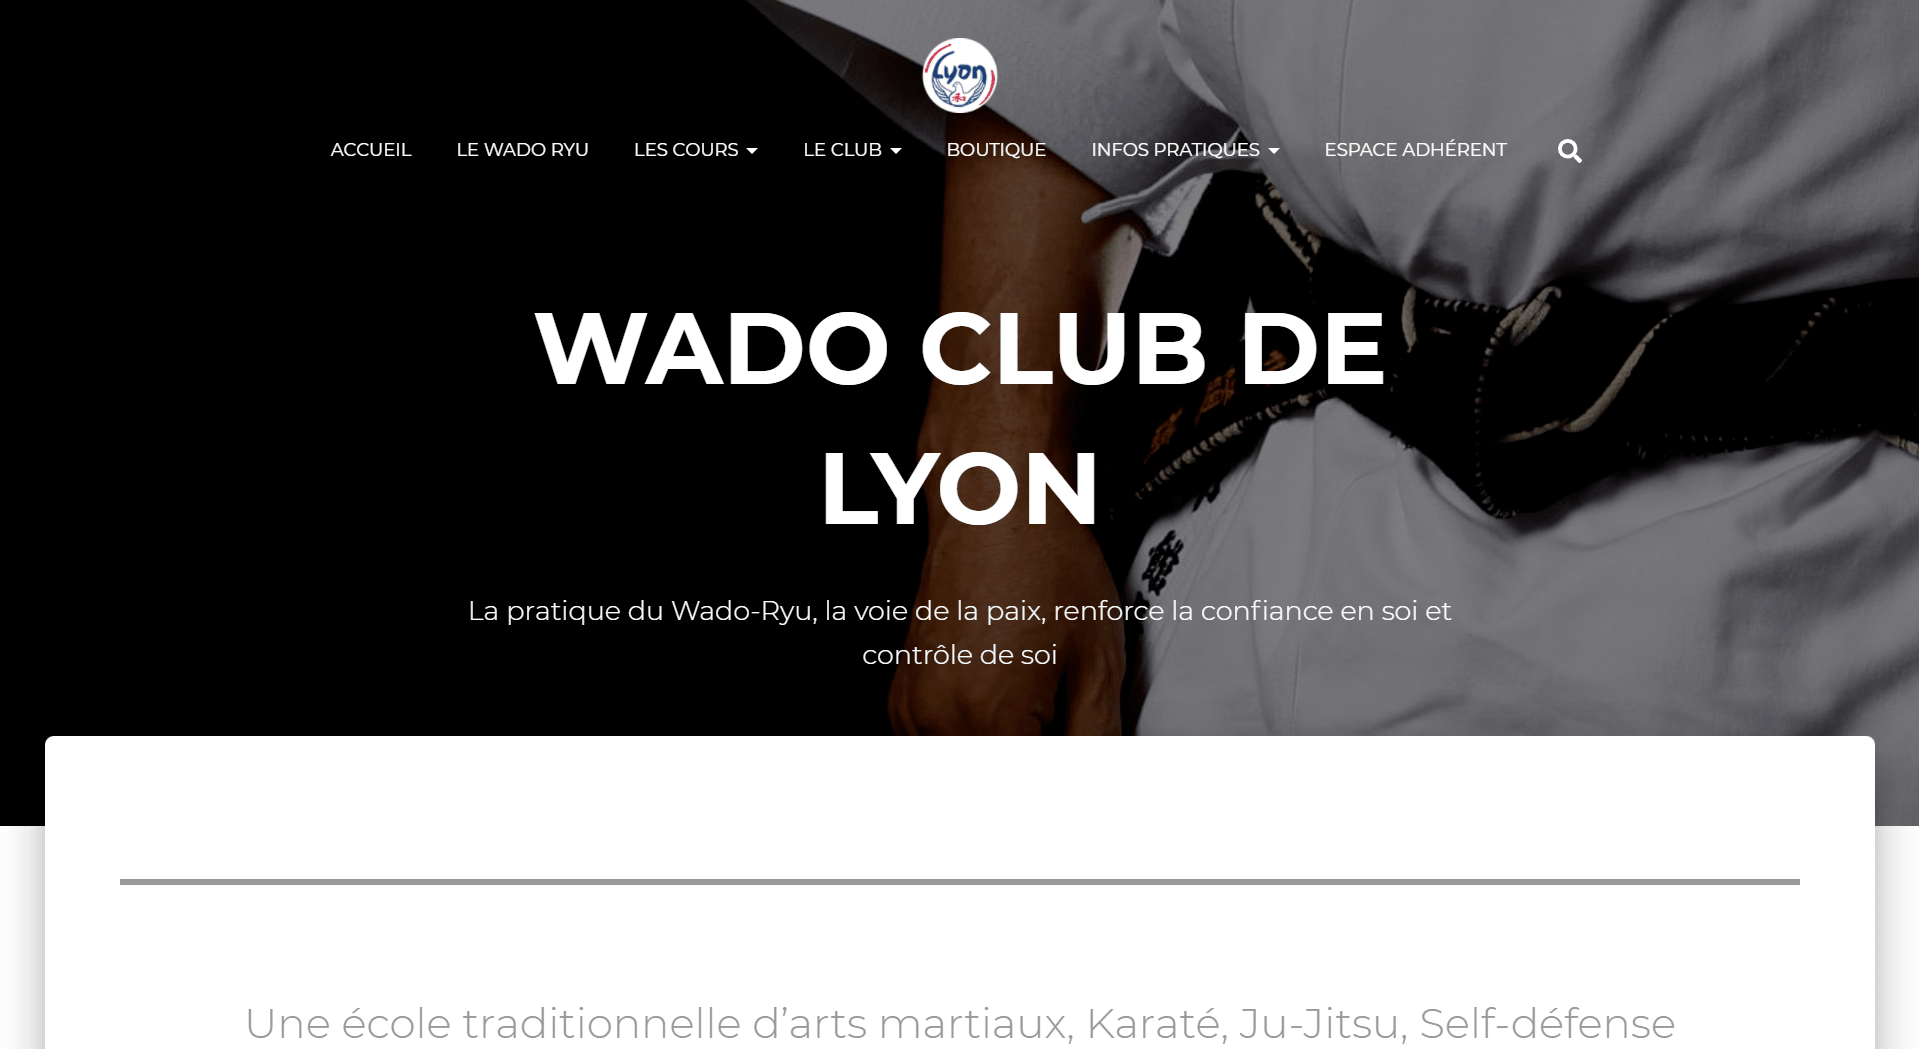 Lyon
ACCUEIL LE WADO RYU LES COURS LE CLUB BOUTIQUE INFOS PRATIQUES ESPACE ADHÉRENT
WADO CLUB DE
LYON
La pratique du Wado-Ryu, la voie de la paix, renforce la confiance en soi et
contrôle de soi
Une école traditionnelle d’arts martiaux, Karaté, Ju-Jitsu, Self-défense